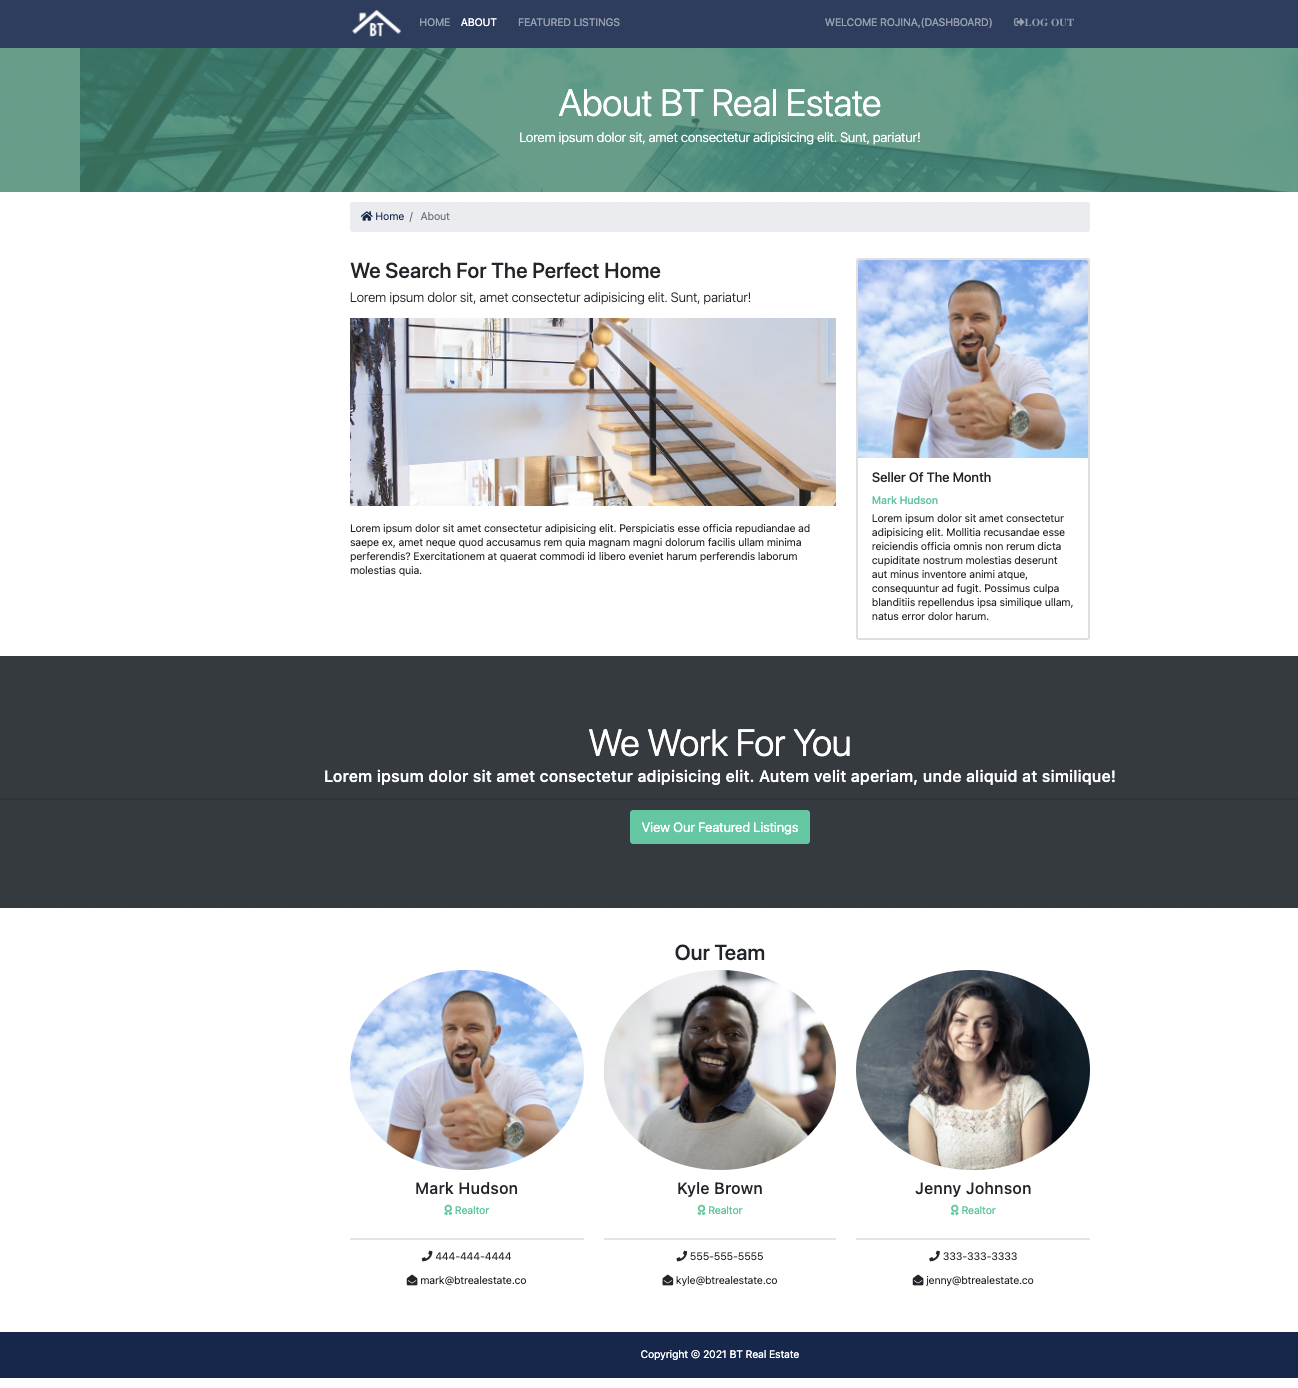 BT
HOME ABOUT FEATURED LISTINGS WELCOME ROJINA,(DASHBOARD) LOG OUT
About BT Real Estate
Lorem ipsum dolor sit, amet consectetur adipisicing elit. Sunt, pariatur!
Home / About
We Search For The Perfect Home
Lorem ipsum dolor sit, amet consectetur adipisicing elit. Sunt, pariatur!
Lorem ipsum dolor sit amet consectetur adipisicing elit. Perspiciatis esse officia repudiandae ad
saepe ex, amet neque quod accusamus rem quia magnam magni dolorum facilis ullam minima
perferendis? Exercitationem at quaerat commodi id libero eveniet harum perferendis laborum
molestias quia.
Seller Of The Month
Mark Hudson
Lorem ipsum dolor sit amet consectetur
adipisicing elit. Mollitia recusandae esse
reiciendis officia omnis non rerum dicta
cupiditate nostrum molestias deserunt
aut minus inventore animi atque,
consequuntur ad fugit. Possimus culpa
blanditiis repellendus ipsa similique ullam,
natus error dolor harum.
We Work For You
Lorem ipsum dolor sit amet consectetur adipisicing elit. Autem velit aperiam, unde aliquid at similique!
View Our Featured Listings
Our Team
Mark Hudson
Realtor
444-444-4444
mark@btrealestate.co
Kyle Brown
Realtor
555-555-5555
kyle@btrealestate.co
Jenny Johnson
Realtor
333-333-3333
jenny@btrealestate.co
Copyright © 2021 BT Real Estate